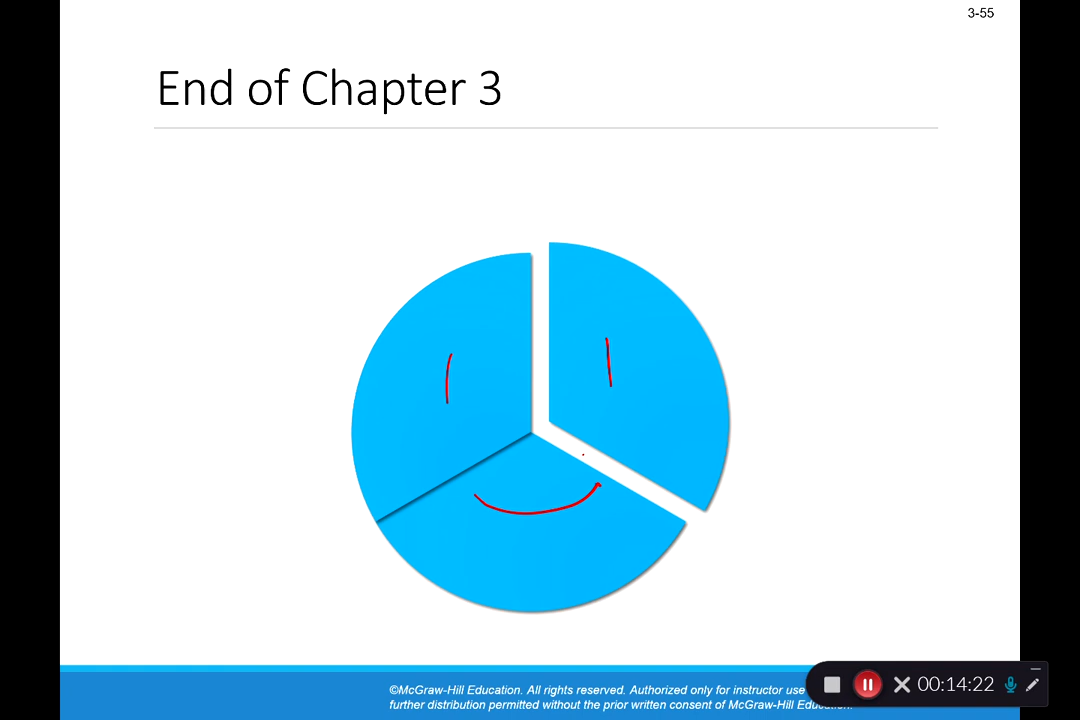 3-55
End of Chapter 3
©McGraw-Hill Education. All rights reserved. Authorized only for instructor use
further distribution permitted without the prior written consent of McGraw-Hill Education.
00:14:22